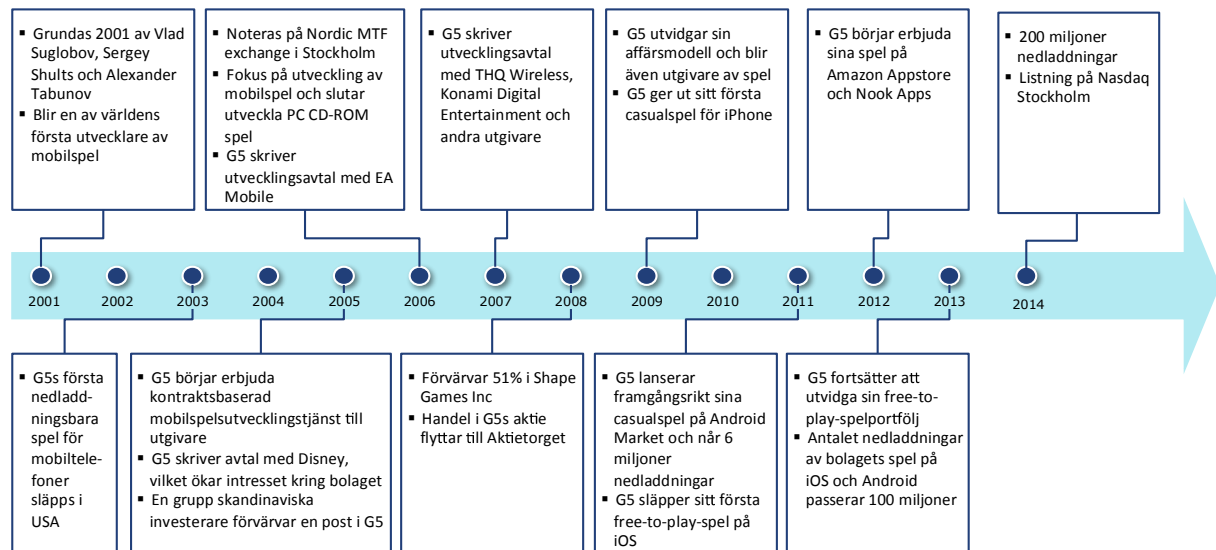 ▪ Grundas 2001 av Vlad
Suglobov, Sergey
Shults och Alexander
Tabunov
▪ Blir en av världens
första utvecklare av
mobilspel
▪ Noteras på Nordic MTF
exchange i Stockholm
▪ Fokus på utveckling av
mobilspel och slutar
utveckla PC CD-ROM
spel
▪ G5 skriver
utvecklingsavtal med EA
Mobile
▪ G5 skriver
utvecklingsavtal
med THQ Wireless,
Konami Digital
Entertainment och
andra utgivare
▪ G5 utvidgar sin
affärsmodell och blir
även utgivare av spel
▪ G5 ger ut sitt första
casualspel för iPhone
▪ G5 börjar erbjuda
sina spel på
Amazon Appstore
och Nook Apps
▪ 200 miljoner
nedladdningar
▪ Listning på Nasdaq
Stockholm
2001 2002 2003 2004 2005 2006 2007 2008 2009 2010 2011 2012 2013 2014
▪ G5s första
nedladd-
ningsbara
spel för
mobiltele-
foner
släpps i
USA
▪ G5 börjar erbjuda
kontraktsbaserad
mobilspelsutvecklingstjänst till
utgivare
▪ G5 skriver avtal med Disney,
vilket ökar intresset kring bolaget
▪ En grupp skandinaviska
investerare förvärvar en post i G5
▪ Förvärvar 51% i Shape
Games Inc
▪ Handel i G5s aktie
flyttar till Aktietorget
▪ G5 lanserar
framgångsrikt sina
casualspel på Android
Market och når 6
miljoner
nedladdningar
▪ G5 släpper sitt första
free-to-play-spel på
iOS
▪ G5 fortsätter att
utvidga sin free-to-
play-spelportfölj
▪ Antalet nedladdningar
av bolagets spel på
iOS och Android
passerar 100 miljoner